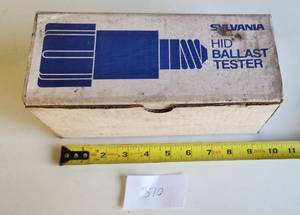 SYLVANIA
HID
BALLAST
TESTER
2 3 4 5 6 7 8 9 10 11
370